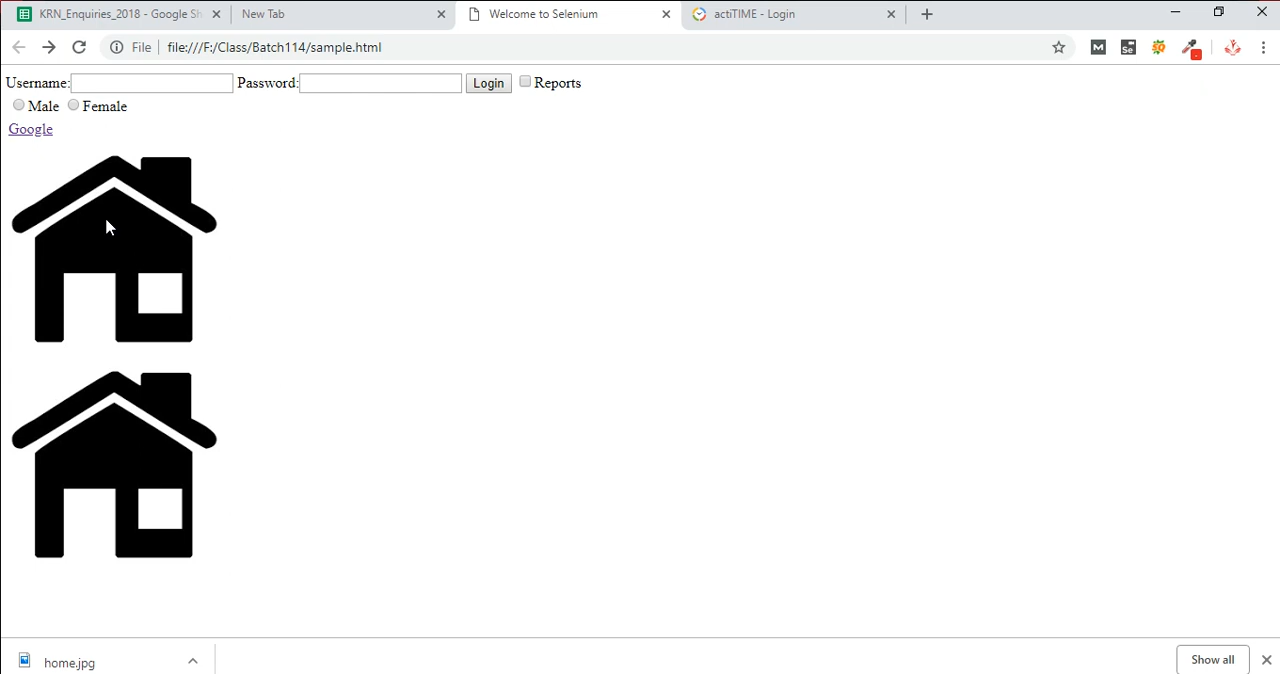 KRN_Enquiries_2018 - Google Sh
New Tab
Welcome to Selenium
actiTIME - Login
File
file:///F:/Class/Batch114/sample.html
M
Se
Username:
Password:
Login
Reports
Male
Female
Google
home.jpg
Show all